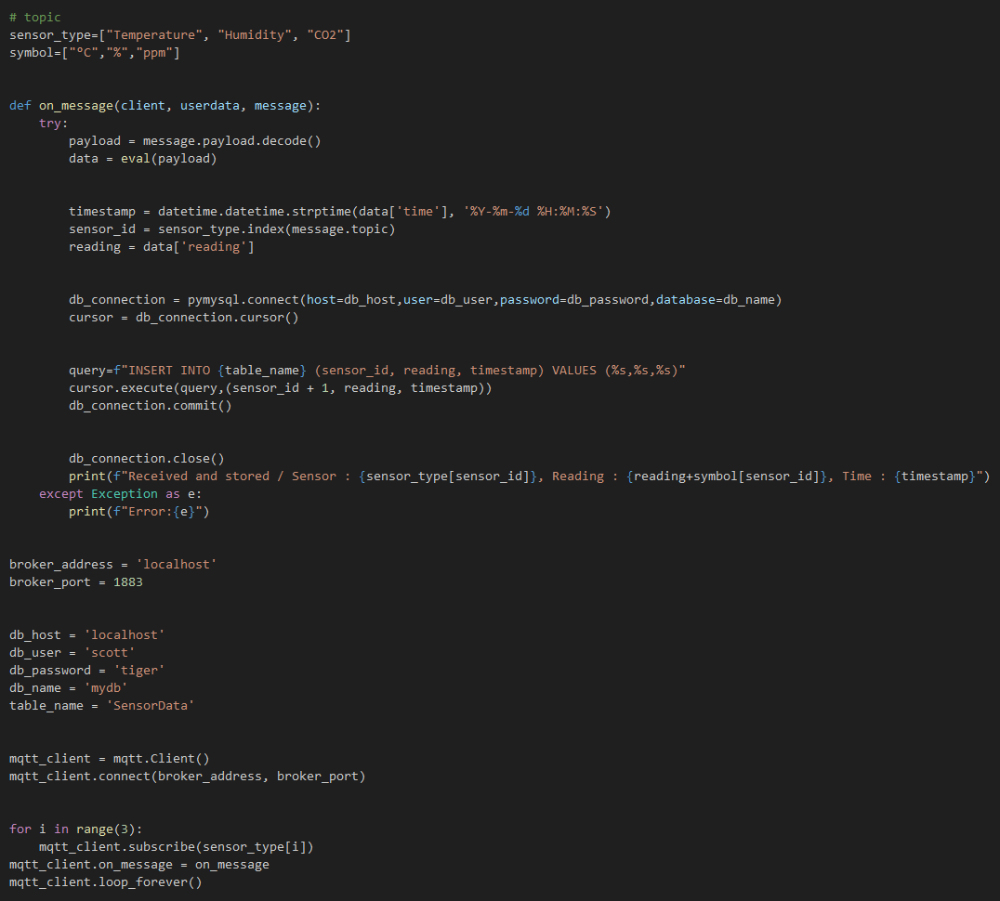 # topic
sensor_type=["Temperature", "Humidity", "CO2"]
symbol=["°C","%","ppm"]
def on_message(client, userdata, message):
    try:
        payload = message.payload.decode()
        data = eval(payload)
        timestamp = datetime.datetime.strptime(data['time'], '%Y-%m-%d %H:%M:%S')
        sensor_id = sensor_type.index(message.topic)
        reading = data['reading']
        db_connection = pymysql.connect(host=db_host,user=db_user,password=db_password,database=db_name)
        cursor = db_connection.cursor()
        query=f"INSERT INTO {table_name} (sensor_id, reading, timestamp) VALUES (%s,%s,%s)"
        cursor.execute(query,(sensor_id + 1, reading, timestamp))
        db_connection.commit()
        db_connection.close()
        print(f"Received and stored / Sensor : {sensor_type[sensor_id]}, Reading : {reading+symbol[sensor_id]}, Time : {timestamp}")
    except Exception as e:
        print(f"Error:{e}")
broker_address = 'localhost'
broker_port = 1883
db_host = 'localhost'
db_user = 'scott'
db_password = 'tiger'
db_name = 'mydb'
table_name = 'SensorData'
mqtt_client = mqtt.Client()
mqtt_client.connect(broker_address, broker_port)
for i in range(3):
    mqtt_client.subscribe(sensor_type[i])
mqtt_client.on_message = on_message
mqtt_client.loop_forever()